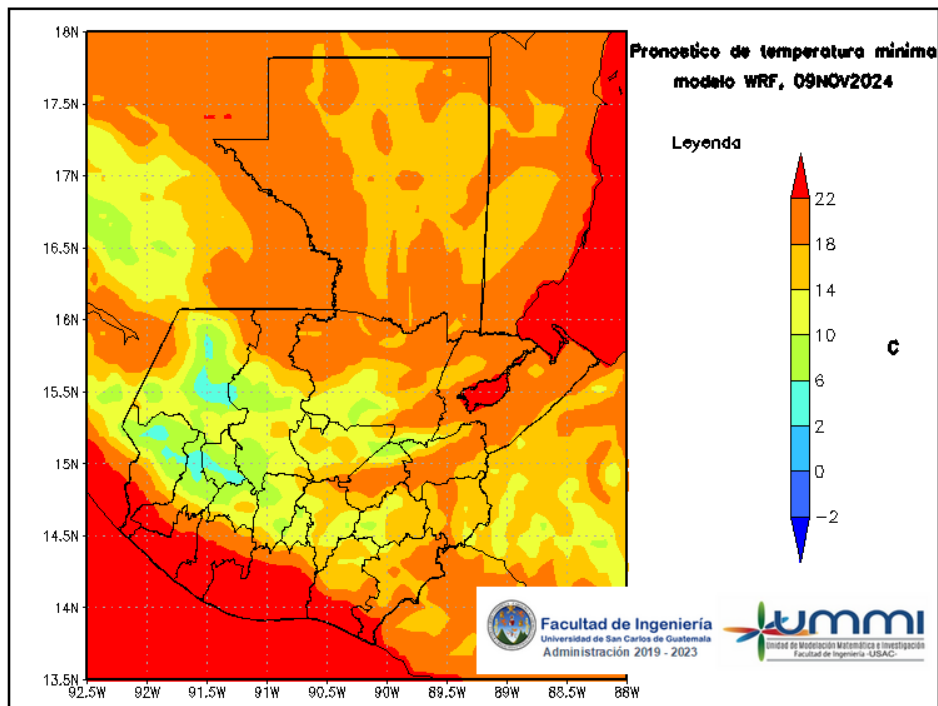 Pronostico de temperatura minima
modelo WRF, 09NOV2024
Leyenda
22
18
14
10
6
2
0
-2
C
18N
17.5N
17N
16.5N
16N
15.5N
15N
14.5N
14N
13.5N
92.5W
92W
91.5W
91W
90.5W
90W
89.5W
89W
88.5W
88W
Facultad de Ingeniería
Universidad de San Carlos de Guatemala
Administración 2019 - 2023
ummi
Unidad de Modelación Matemática e Investigación
Facultad de Ingeniería -USAC-